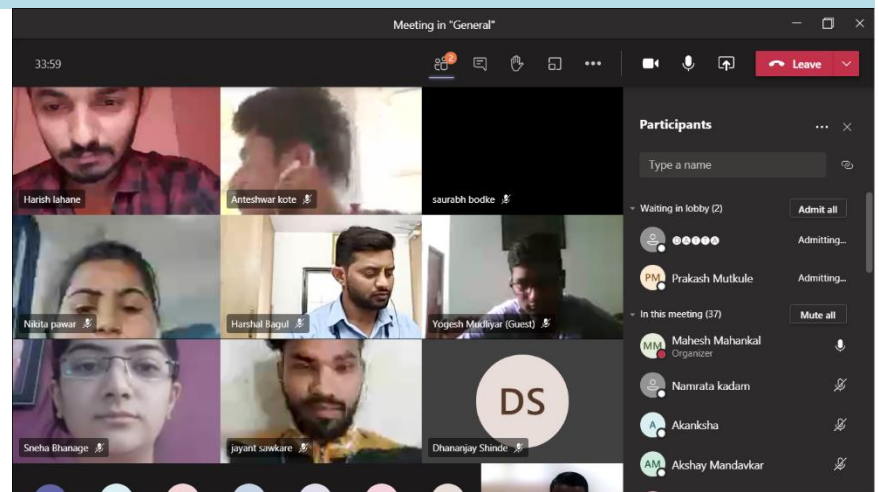 Meeting in "General"
33:59
2
Leave
Harish lahane
Anteshwar kote
saurabh bodke
Nikita pawar
Harshal Bagul
Yogesh Mudliyar (Guest)
Sneha Bhanage
jayant sawkare
DS
Dhananjay Shinde
Participants
Type a name
Waiting in lobby (2) Admit all
🅓🅐🅣🅣🅐 Admitting...
PM Prakash Mutkule Admitting...
In this meeting (37) Mute all
MM Mahesh Mahankal
Organizer
Namrata kadam
A Akanksha
AM Akshay Mandavkar